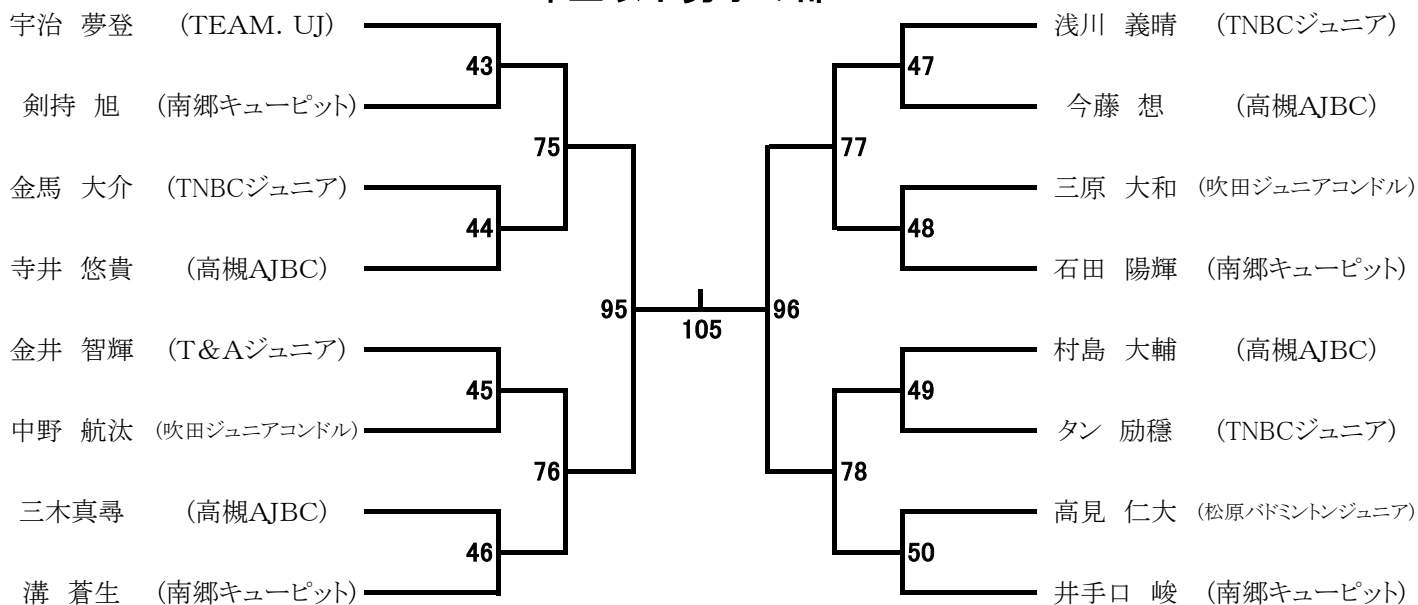 宇治 夢登 (TEAM. UJ)
43
剣持 旭 (南郷キューピット)
75
金馬 大介 (TNBCジュニア)
44
寺井 悠貴 (高槻AJBC)
95
金井 智輝 (T&Aジュニア)
45
中野 航汰 (吹田ジュニアコンドル)
76
三木真尋 (高槻AJBC)
46
溝 蒼生 (南郷キューピット)
105
浅川 義晴 (TNBCジュニア)
47
今藤 想 (高槻AJBC)
77
三原 大和 (吹田ジュニアコンドル)
48
石田 陽輝 (南郷キューピット)
96
村島 大輔 (高槻AJBC)
49
タン 励穏 (TNBCジュニア)
78
高見 仁大 (松原バドミントンジュニア)
50
井手口 峻 (南郷キューピット)